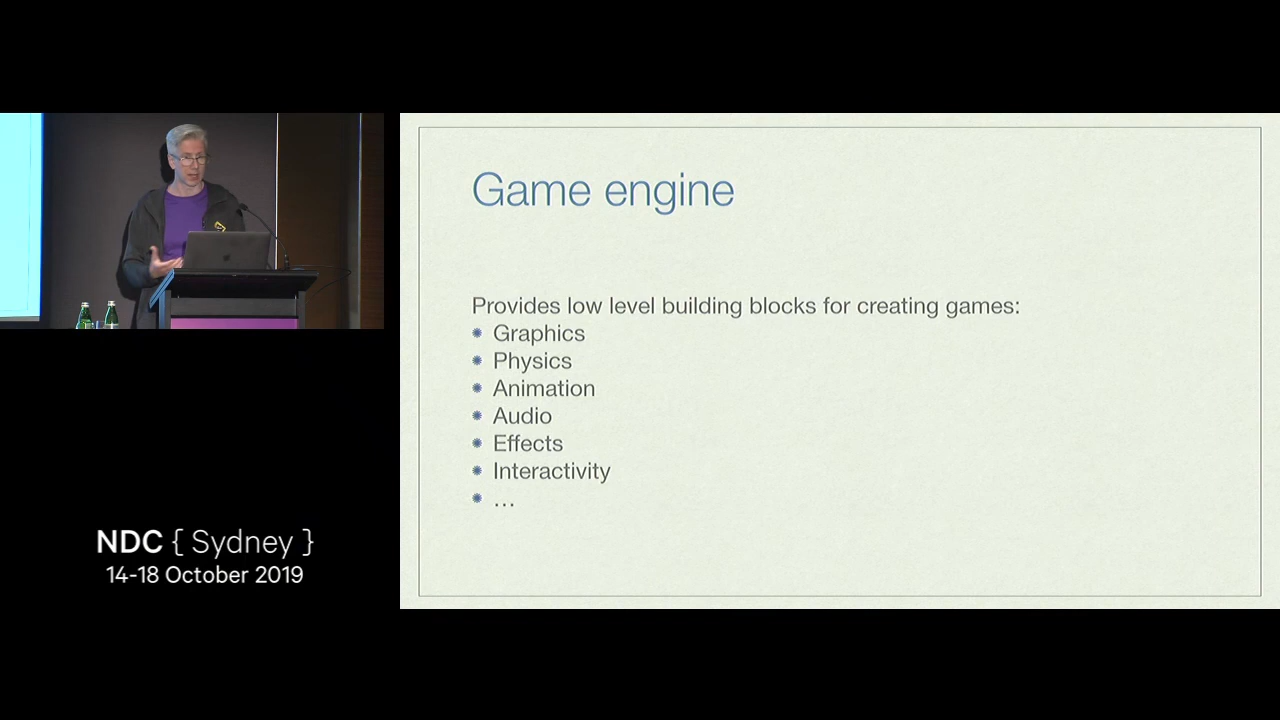 Game engine
Provides low level building blocks for creating games:
Graphics
Physics
Animation
Audio
Effects
Interactivity
…
NDC { Sydney }
14-18 October 2019